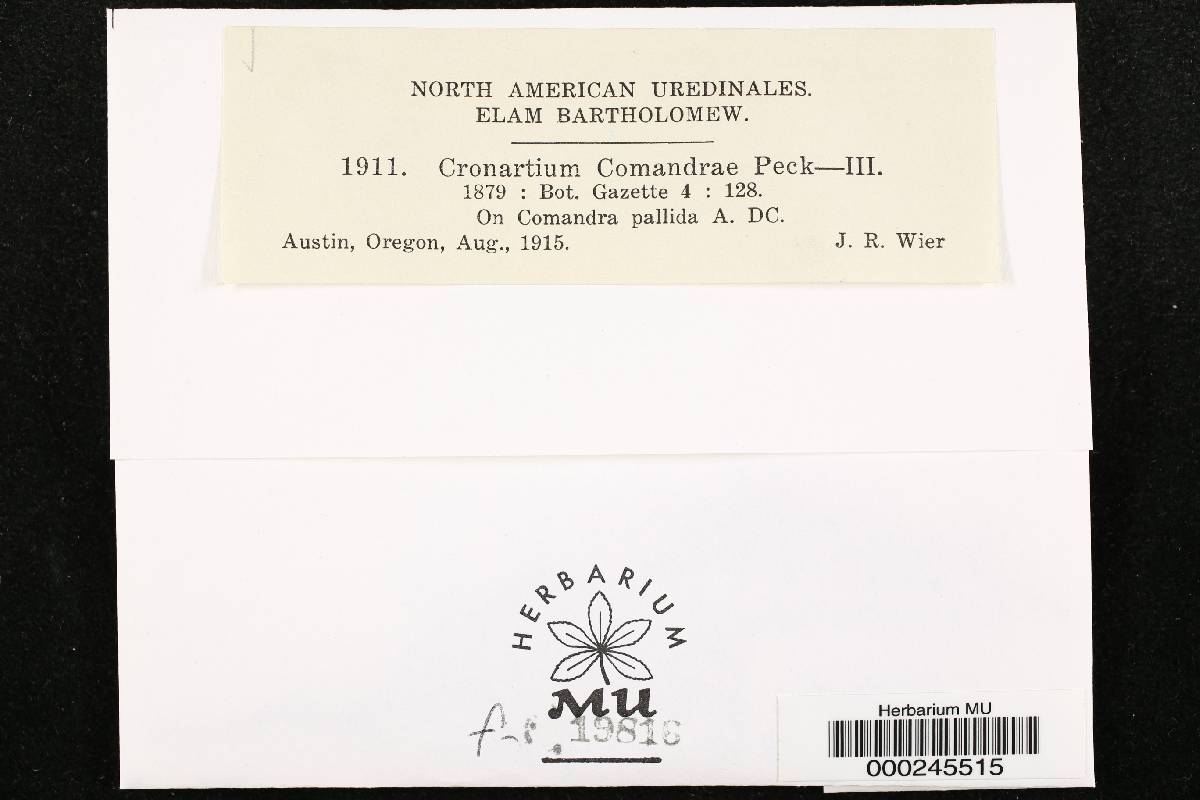 NORTH AMERICAN UREDINALES.
ELAM BARTHOLOMEW.
1911. Cronartium Comandrae Peck—III.
1879 : Bot. Gazette 4 : 128.
On Comandra pallida A. DC.
Austin, Oregon, Aug., 1915. J. R. Wier
HERBARIUM
MU
19816
Herbarium MU
000245515